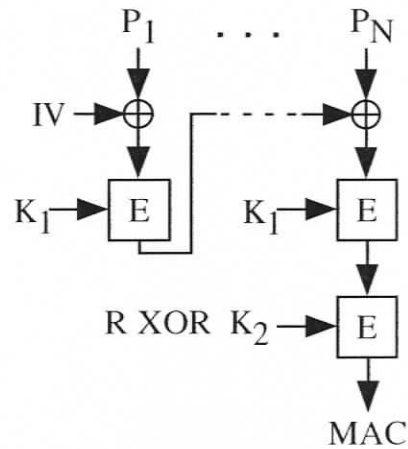 P1 . . . PN
IV
K1 E K1 E
R XOR K2 E
MAC